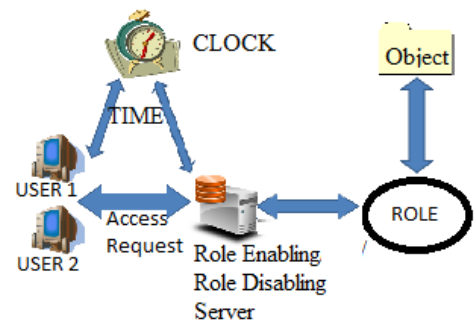 CLOCK
Object
TIME
USER 1
Access
Request
ROLE
USER 2
Role Enabling
Role Disabling
Server